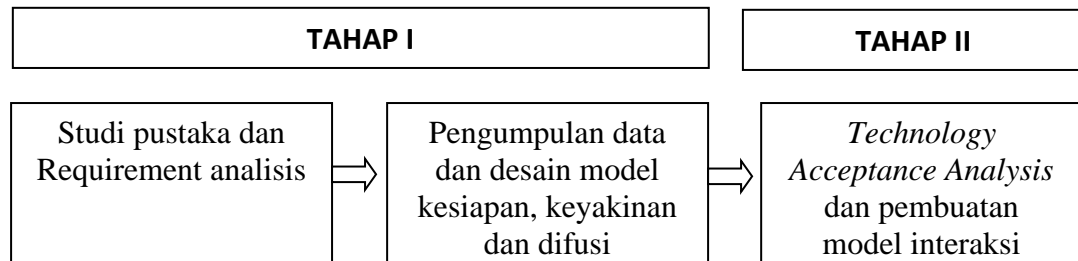 TAHAP I
TAHAP II
Studi pustaka dan
Requirement analisis
Pengumpulan data
dan desain model
kesiapan, keyakinan
dan difusi
Technology
Acceptance Analysis
dan pembuatan
model interaksi